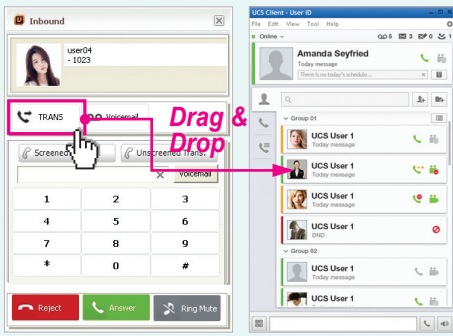 Inbound
user04
- 1023
TRANS
Voicemail
Drag &
Drop
Screened
Unscreened Trans.
Voicemail
1 2 3
4 5 6
7 8 9
* 0 #
Reject
Answer
Ring Mute
UCS Client - User ID
File Edit View Tool Help
Online
5 3 0 1
Amanda Seyfried
Today message
There is no today's schedule...
Group 01
UCS User 1
Today message
UCS User 1
Today message
UCS User 1
Today message
UCS User 1
DND
Group 02
UCS User 1
Today message
UCS User 1
Today message